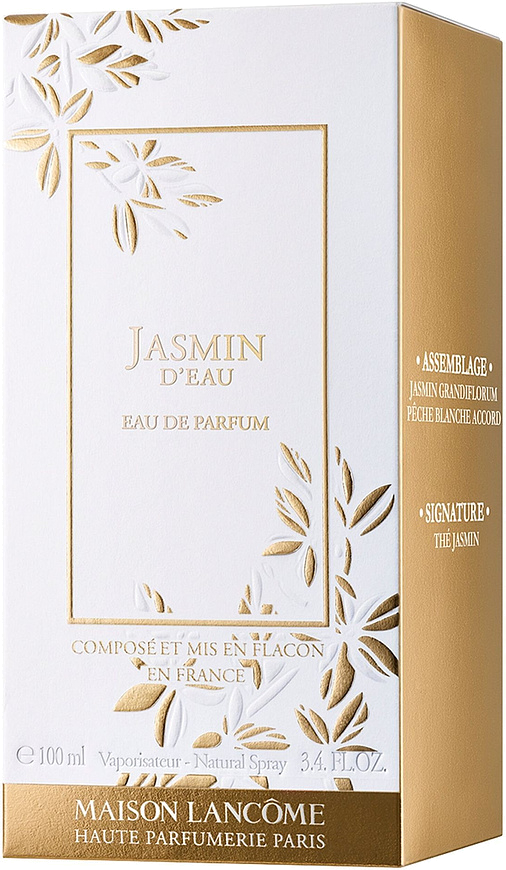 JASMIN
D'EAU
EAU DE PARFUM
COMPOSÉ ET MIS EN FLACON
EN FRANCE
℮ 100 ml Vaporisateur - Natural Spray 3.4. FL.OZ.
MAISON LANCÔME
HAUTE PARFUMERIE PARIS
• ASSEMBLAGE •
JASMIN GRANDIFLORUM
PÊCHE BLANCHE ACCORD
• SIGNATURE •
THÉ JASMIN